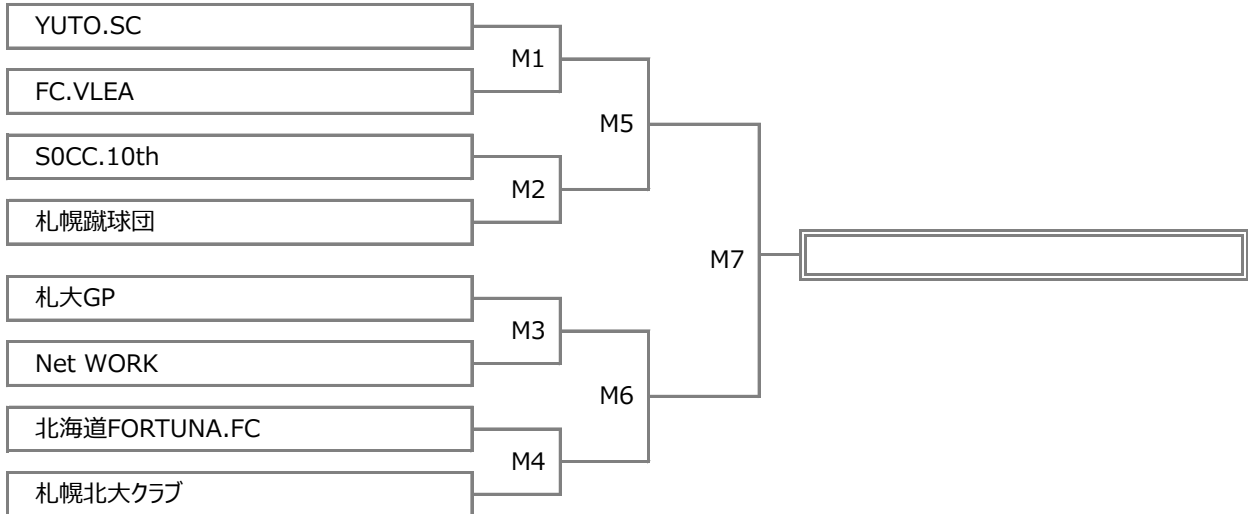 YUTO.SC
M1
FC.VLEA
M5
S0CC.10th
M2
札幌蹴球団
M7
札大GP
M3
Net WORK
M6
北海道FORTUNA.FC
M4
札幌北大クラブ